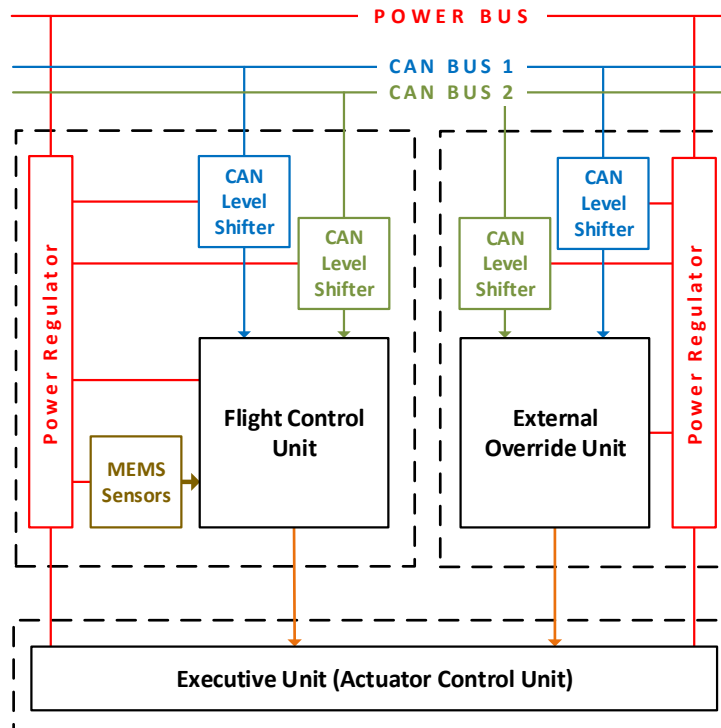 POWER BUS
CAN BUS 1
CAN BUS 2
CAN
Level
Shifter
CAN
Level
Shifter
CAN
Level
Shifter
CAN
Level
Shifter
Power Regulator
Power Regulator
Flight Control
Unit
External
Override Unit
MEMS
Sensors
Executive Unit (Actuator Control Unit)